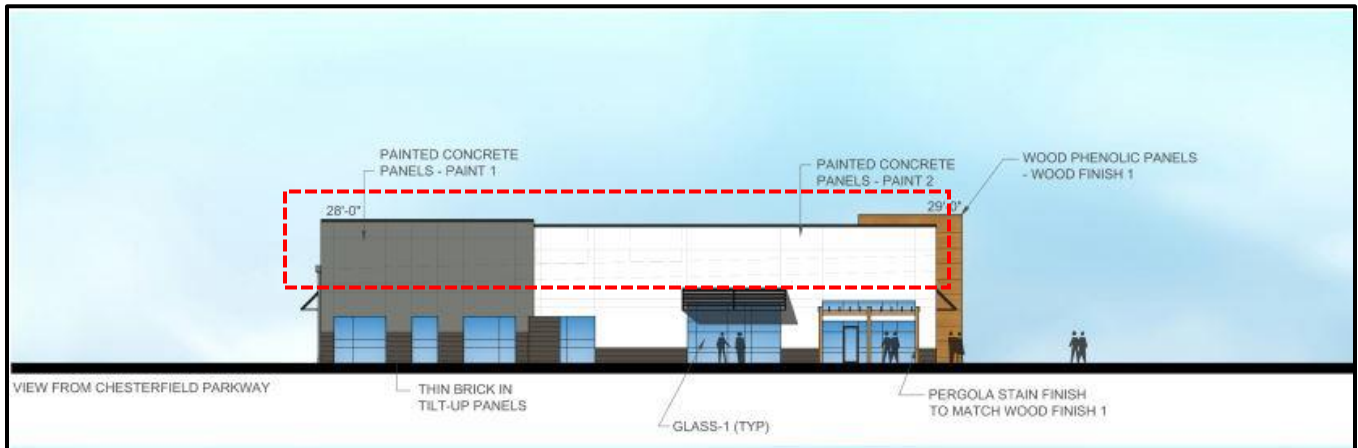 PAINTED CONCRETE
PANELS - PAINT 1
PAINTED CONCRETE
PANELS - PAINT 2
WOOD PHENOLIC PANELS
- WOOD FINISH 1
28'-0"
29'-0"
VIEW FROM CHESTERFIELD PARKWAY
THIN BRICK IN
TILT-UP PANELS
GLASS-1 (TYP)
PERGOLA STAIN FINISH
TO MATCH WOOD FINISH 1